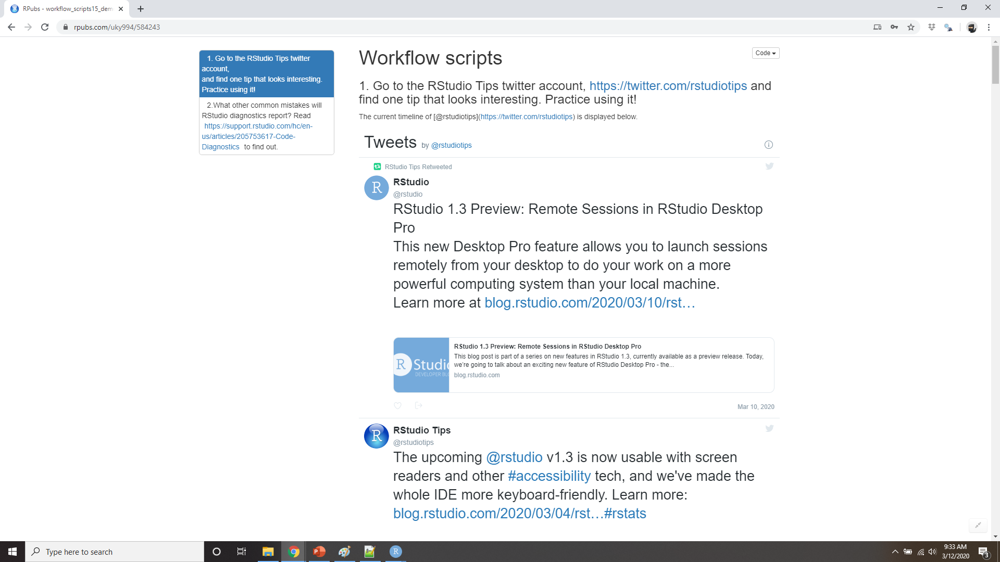 RPubs - workflow_scripts15_dem
rpubs.com/uky994/584243
1. Go to the RStudio Tips twitter
account,
and find one tip that looks interesting.
Practice using it!
2.What other common mistakes will
RStudio diagnostics report? Read
https://support.rstudio.com/hc/en-
us/articles/205753617-Code-
Diagnostics to find out.
Workflow scripts
Code
1. Go to the RStudio Tips twitter account, https://twitter.com/rstudiotips and
find one tip that looks interesting. Practice using it!
The current timeline of [@rstudiotips](https://twitter.com/rstudiotips) is displayed below.
Tweets by @rstudiotips
RStudio Tips Retweeted
R
RStudio
@rstudio
RStudio 1.3 Preview: Remote Sessions in RStudio Desktop
Pro
This new Desktop Pro feature allows you to launch sessions
remotely from your desktop to do your work on a more
powerful computing system than your local machine.
Learn more at blog.rstudio.com/2020/03/10/rst…
R Studio
DEVELOPER BLO
RStudio 1.3 Preview: Remote Sessions in RStudio Desktop Pro
This blog post is part of a series on new features in RStudio 1.3, currently available as a preview release. Today,
we’re going to talk about an exciting new feature of RStudio Desktop Pro - the...
blog.rstudio.com
Mar 10, 2020
R
RStudio Tips
@rstudiotips
The upcoming @rstudio v1.3 is now usable with screen
readers and other #accessibility tech, and we've made the
whole IDE more keyboard-friendly. Learn more:
blog.rstudio.com/2020/03/04/rst…#rstats
Type here to search
9:33 AM
3/12/2020
3